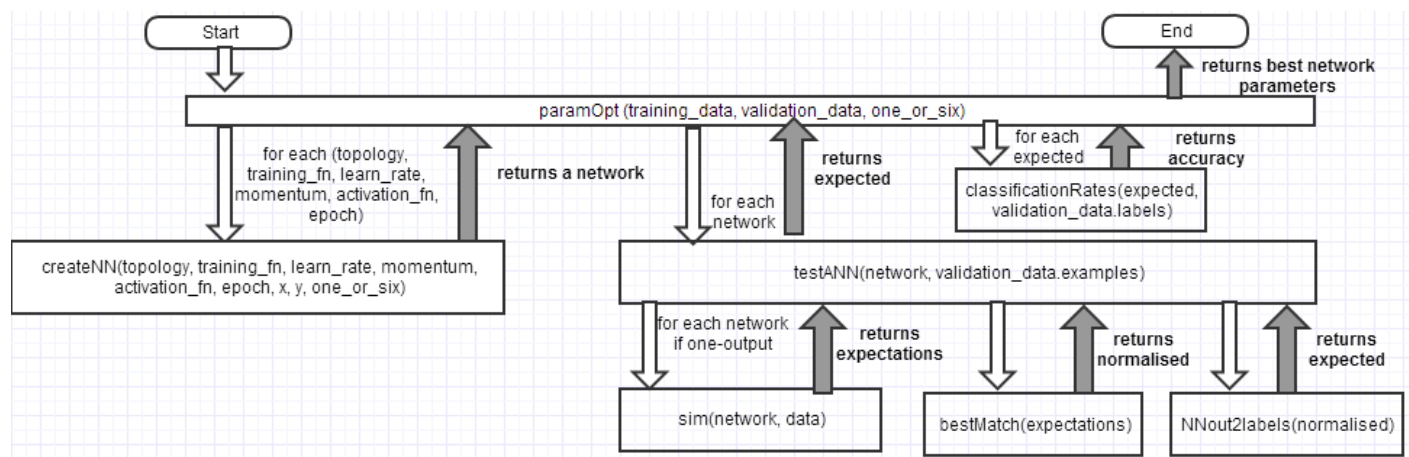 Start
End
returns best network
parameters
paramOpt (training_data, validation_data, one_or_six)
for each (topology,
training_fn, learn_rate,
momentum, activation_fn,
epoch)
returns a network
for each
network
returns
expected
for each
expected
returns
accuracy
classificationRates(expected,
validation_data.labels)
createNN(topology, training_fn, learn_rate, momentum,
activation_fn, epoch, x, y, one_or_six)
testANN(network, validation_data.examples)
for each network
if one-output
returns
expectations
returns
normalised
returns
expected
sim(network, data)
bestMatch(expectations)
NNout2labels(normalised)